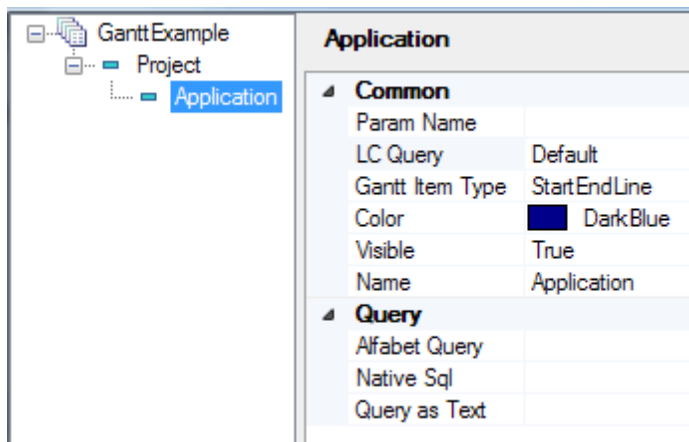 GanttExample
Project
Application
Application
Common
Param Name
LC Query Default
Gantt Item Type StartEndLine
Color DarkBlue
Visible True
Name Application
Query
Alfabet Query
Native Sql
Query as Text